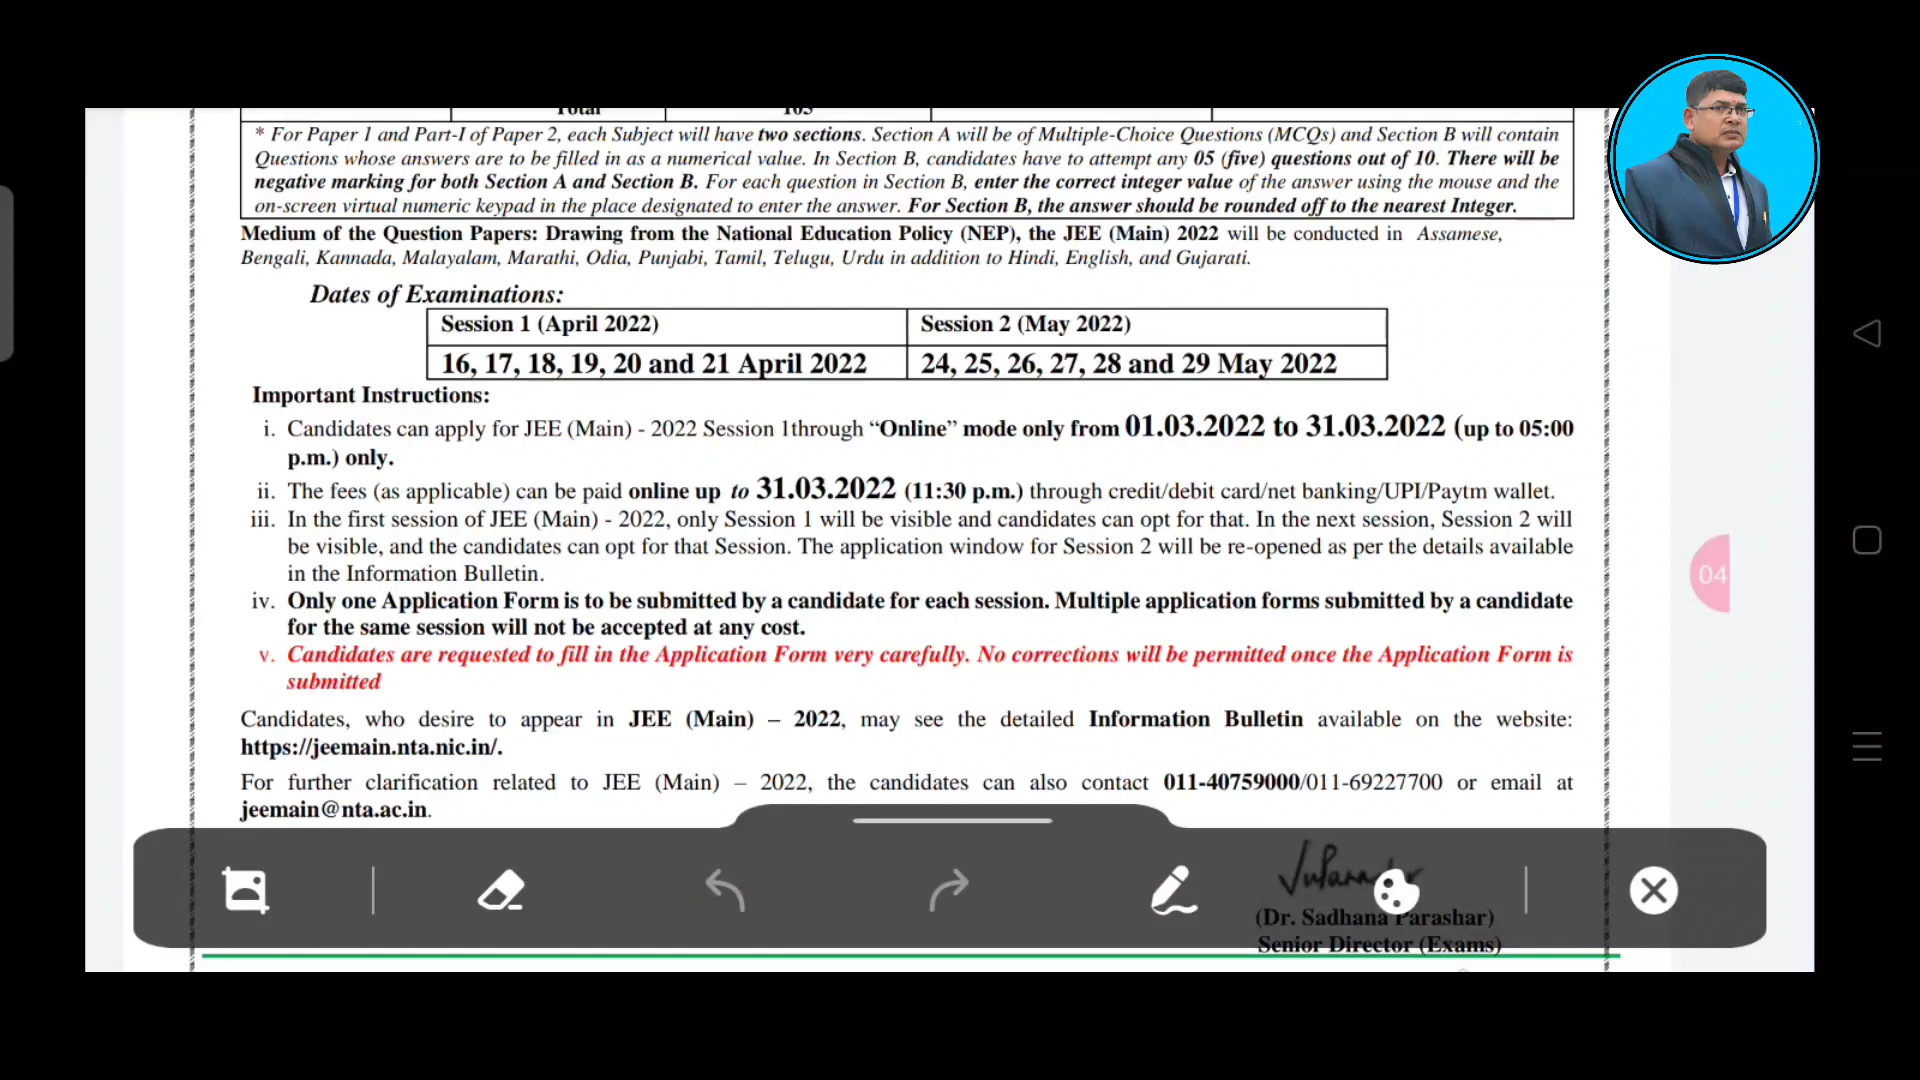 Total 105
* For Paper 1 and Part-I of Paper 2, each Subject will have two sections. Section A will be of Multiple-Choice Questions (MCQs) and Section B will contain
Questions whose answers are to be filled in as a numerical value. In Section B, candidates have to attempt any 05 (five) questions out of 10. There will be
negative marking for both Section A and Section B. For each question in Section B, enter the correct integer value of the answer using the mouse and the
on-screen virtual numeric keypad in the place designated to enter the answer. For Section B, the answer should be rounded off to the nearest Integer.
Medium of the Question Papers: Drawing from the National Education Policy (NEP), the JEE (Main) 2022 will be conducted in Assamese,
Bengali, Kannada, Malayalam, Marathi, Odia, Punjabi, Tamil, Telugu, Urdu in addition to Hindi, English, and Gujarati.
Dates of Examinations:
Session 1 (April 2022) Session 2 (May 2022)
16, 17, 18, 19, 20 and 21 April 2022 24, 25, 26, 27, 28 and 29 May 2022
Important Instructions:
i. Candidates can apply for JEE (Main) - 2022 Session 1through “Online” mode only from 01.03.2022 to 31.03.2022 (up to 05:00
p.m.) only.
ii. The fees (as applicable) can be paid online up to 31.03.2022 (11:30 p.m.) through credit/debit card/net banking/UPI/Paytm wallet.
iii. In the first session of JEE (Main) - 2022, only Session 1 will be visible and candidates can opt for that. In the next session, Session 2 will
be visible, and the candidates can opt for that Session. The application window for Session 2 will be re-opened as per the details available
in the Information Bulletin.
iv. Only one Application Form is to be submitted by a candidate for each session. Multiple application forms submitted by a candidate
for the same session will not be accepted at any cost.
v. Candidates are requested to fill in the Application Form very carefully. No corrections will be permitted once the Application Form is
submitted
Candidates, who desire to appear in JEE (Main) – 2022, may see the detailed Information Bulletin available on the website:
https://jeemain.nta.nic.in/.
For further clarification related to JEE (Main) – 2022, the candidates can also contact 011-40759000/011-69227700 or email at
jeemain@nta.ac.in.
(Dr. Sadhana Parashar)
Senior Director (Exams)
04